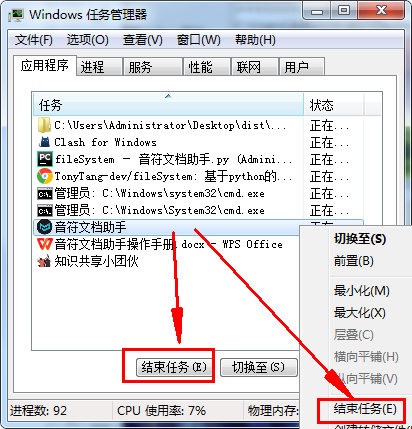 Windows 任务管理器
文件(F) 选项(O) 查看(V) 窗口(W) 帮助(H)
应用程序 进程 服务 性能 联网 用户
任务 状态
C:\Users\Administrator\Desktop\dist\... 正在...
Clash for Windows 正在...
fileSystem – 音符文档助手.py (Admini... 正在...
TonyTang-dev/fileSystem: 基于python的... 正在...
管理员: C:\Windows\system32\cmd.exe 正在...
管理员: C:\Windows\System32\cmd.exe 正在...
音符文档助手
音符文档助手操作手册.docx – WPS Office
知识共享小团伙
切换至(S)
前置(B)
最小化(M)
最大化(X)
层叠(C)
横向平铺(H)
纵向平铺(V)
结束任务(E)
结束任务(E) 切换至(S)
进程数: 92 CPU 使用率: 7% 物理内存: